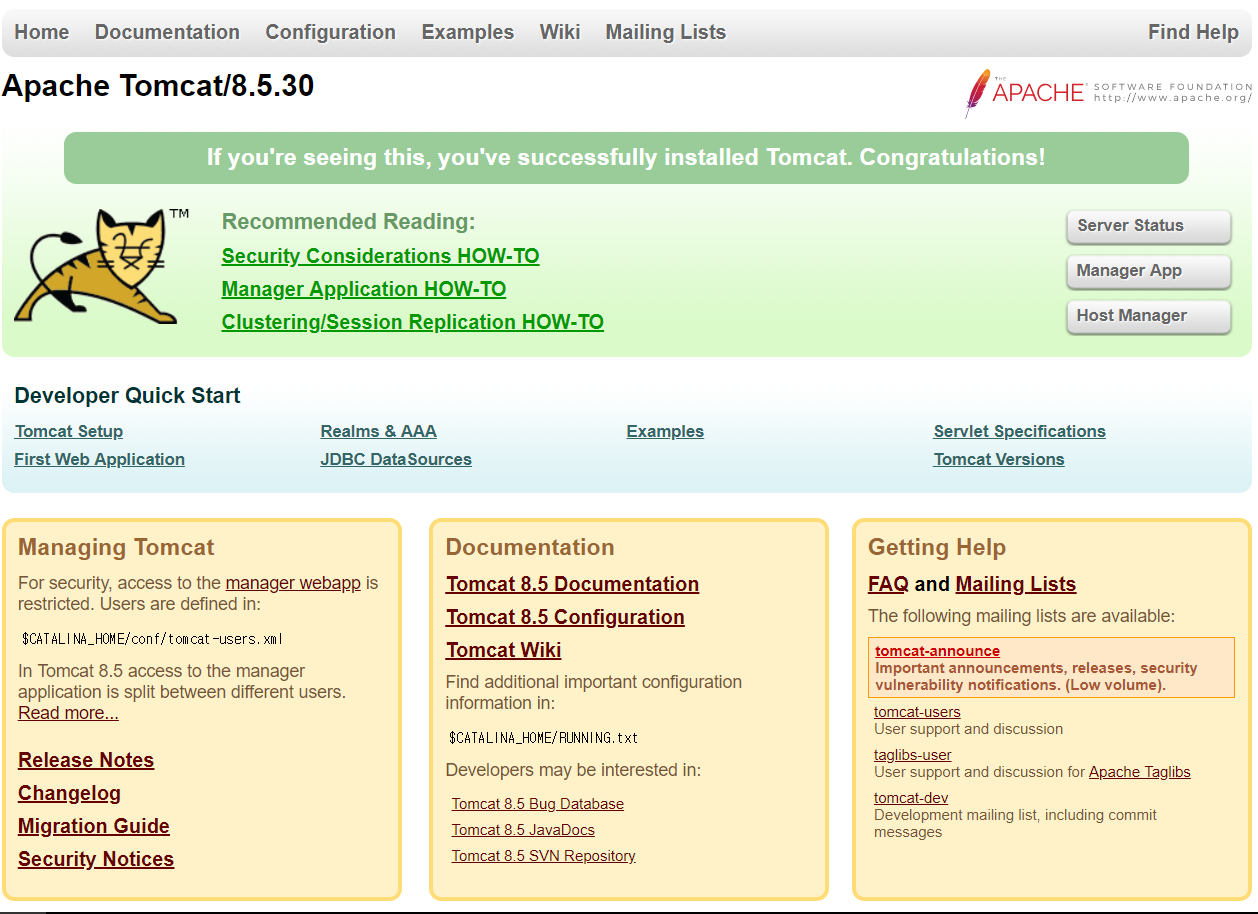 Home Documentation Configuration Examples Wiki Mailing Lists Find Help
Apache Tomcat/8.5.30
THE
APACHE® SOFTWARE FOUNDATION
http://www.apache.org/
If you're seeing this, you've successfully installed Tomcat. Congratulations!
TM
Recommended Reading:
Security Considerations HOW-TO
Manager Application HOW-TO
Clustering/Session Replication HOW-TO
Server Status
Manager App
Host Manager
Developer Quick Start
Tomcat Setup
First Web Application
Realms & AAA
JDBC DataSources
Examples
Servlet Specifications
Tomcat Versions
Managing Tomcat
For security, access to the manager webapp is
restricted. Users are defined in:
$CATALINA_HOME/conf/tomcat-users.xml
In Tomcat 8.5 access to the manager
application is split between different users.
Read more...
Release Notes
Changelog
Migration Guide
Security Notices
Documentation
Tomcat 8.5 Documentation
Tomcat 8.5 Configuration
Tomcat Wiki
Find additional important configuration
information in:
$CATALINA_HOME/RUNNING.txt
Developers may be interested in:
Tomcat 8.5 Bug Database
Tomcat 8.5 JavaDocs
Tomcat 8.5 SVN Repository
Getting Help
FAQ and Mailing Lists
The following mailing lists are available:
tomcat-announce
Important announcements, releases, security
vulnerability notifications. (Low volume).
tomcat-users
User support and discussion
taglibs-user
User support and discussion for Apache Taglibs
tomcat-dev
Development mailing list, including commit
messages